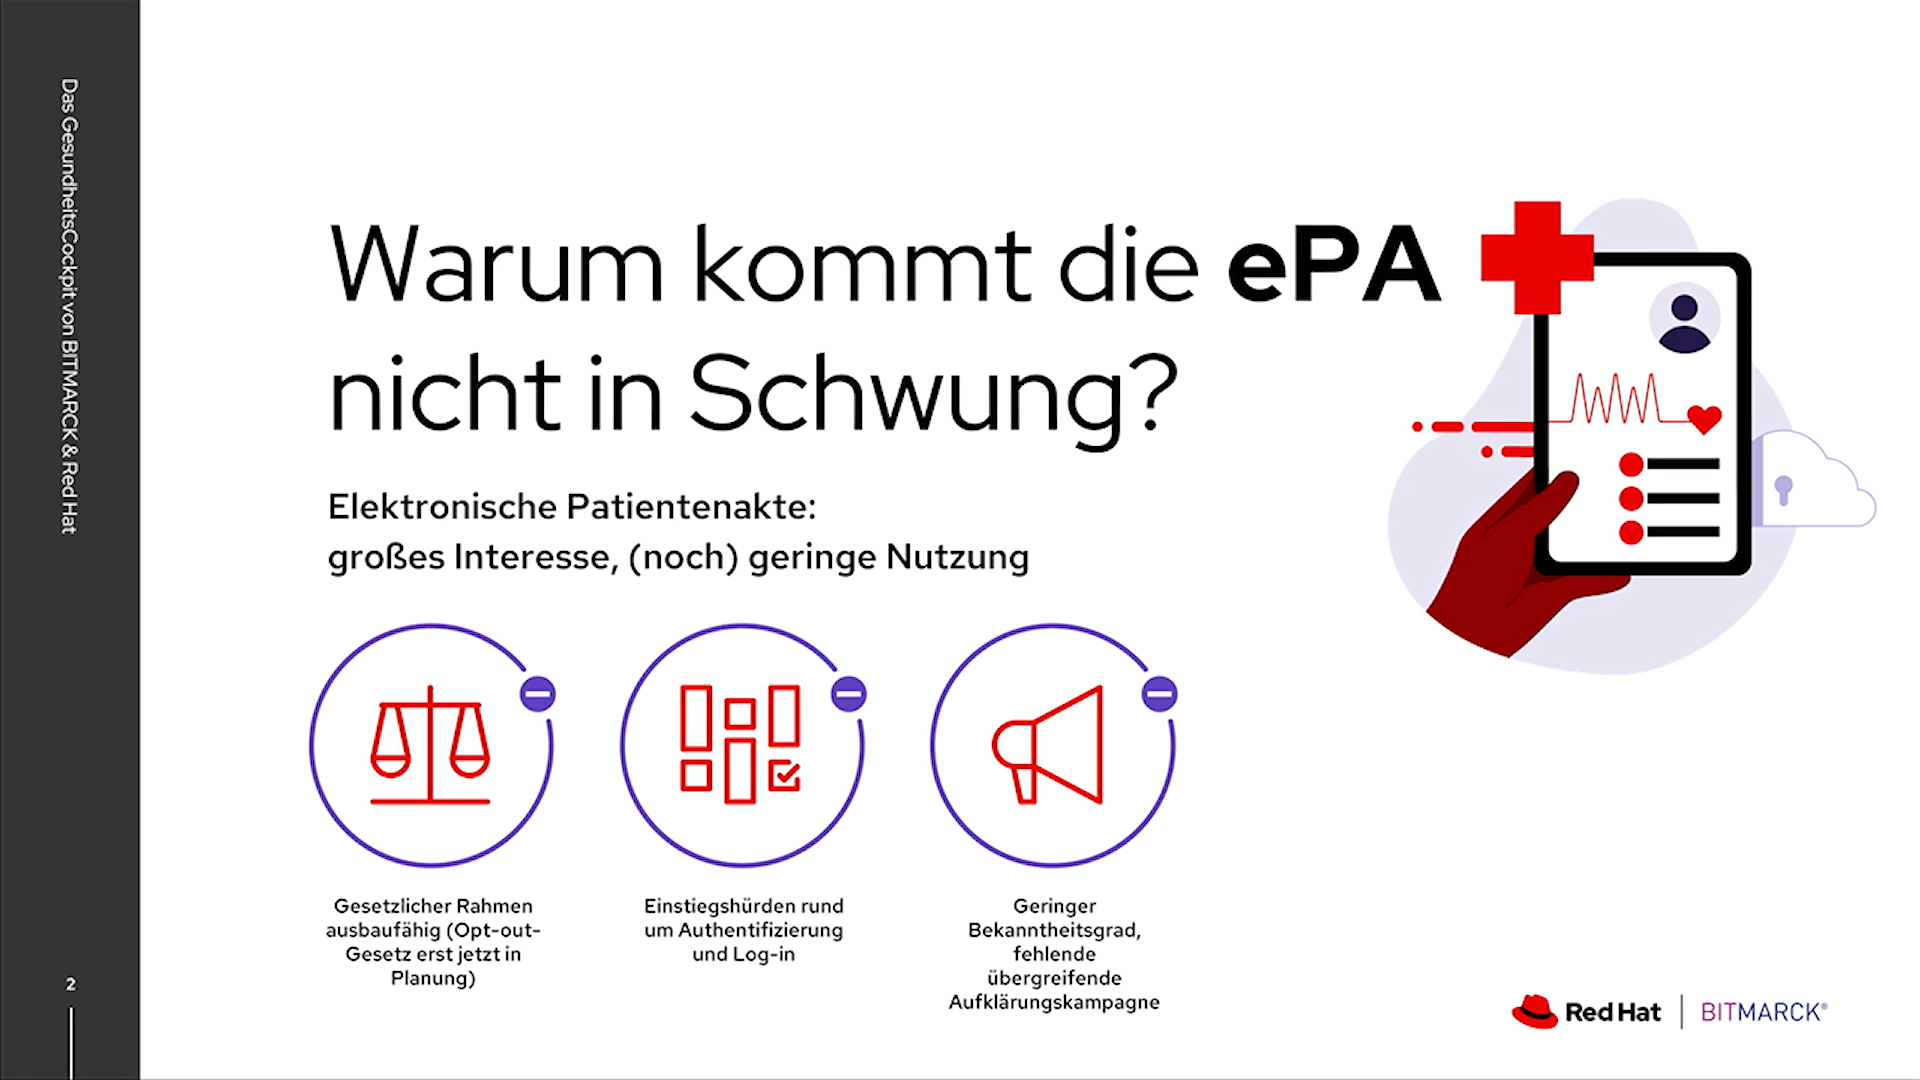 Das GesundheitsCockpit von BITMARCK & Red Hat
Warum kommt die ePA
nicht in Schwung?
Elektronische Patientenakte:
großes Interesse, (noch) geringe Nutzung
Gesetzlicher Rahmen
ausbaufähig (Opt-out-
Gesetz erst jetzt in
Planung)
Einstiegshürden rund
um Authentifizierung
und Log-in
Geringer
Bekanntheitsgrad,
fehlende
übergreifende
Aufklärungskampagne
2
Red Hat
BITMARCK®